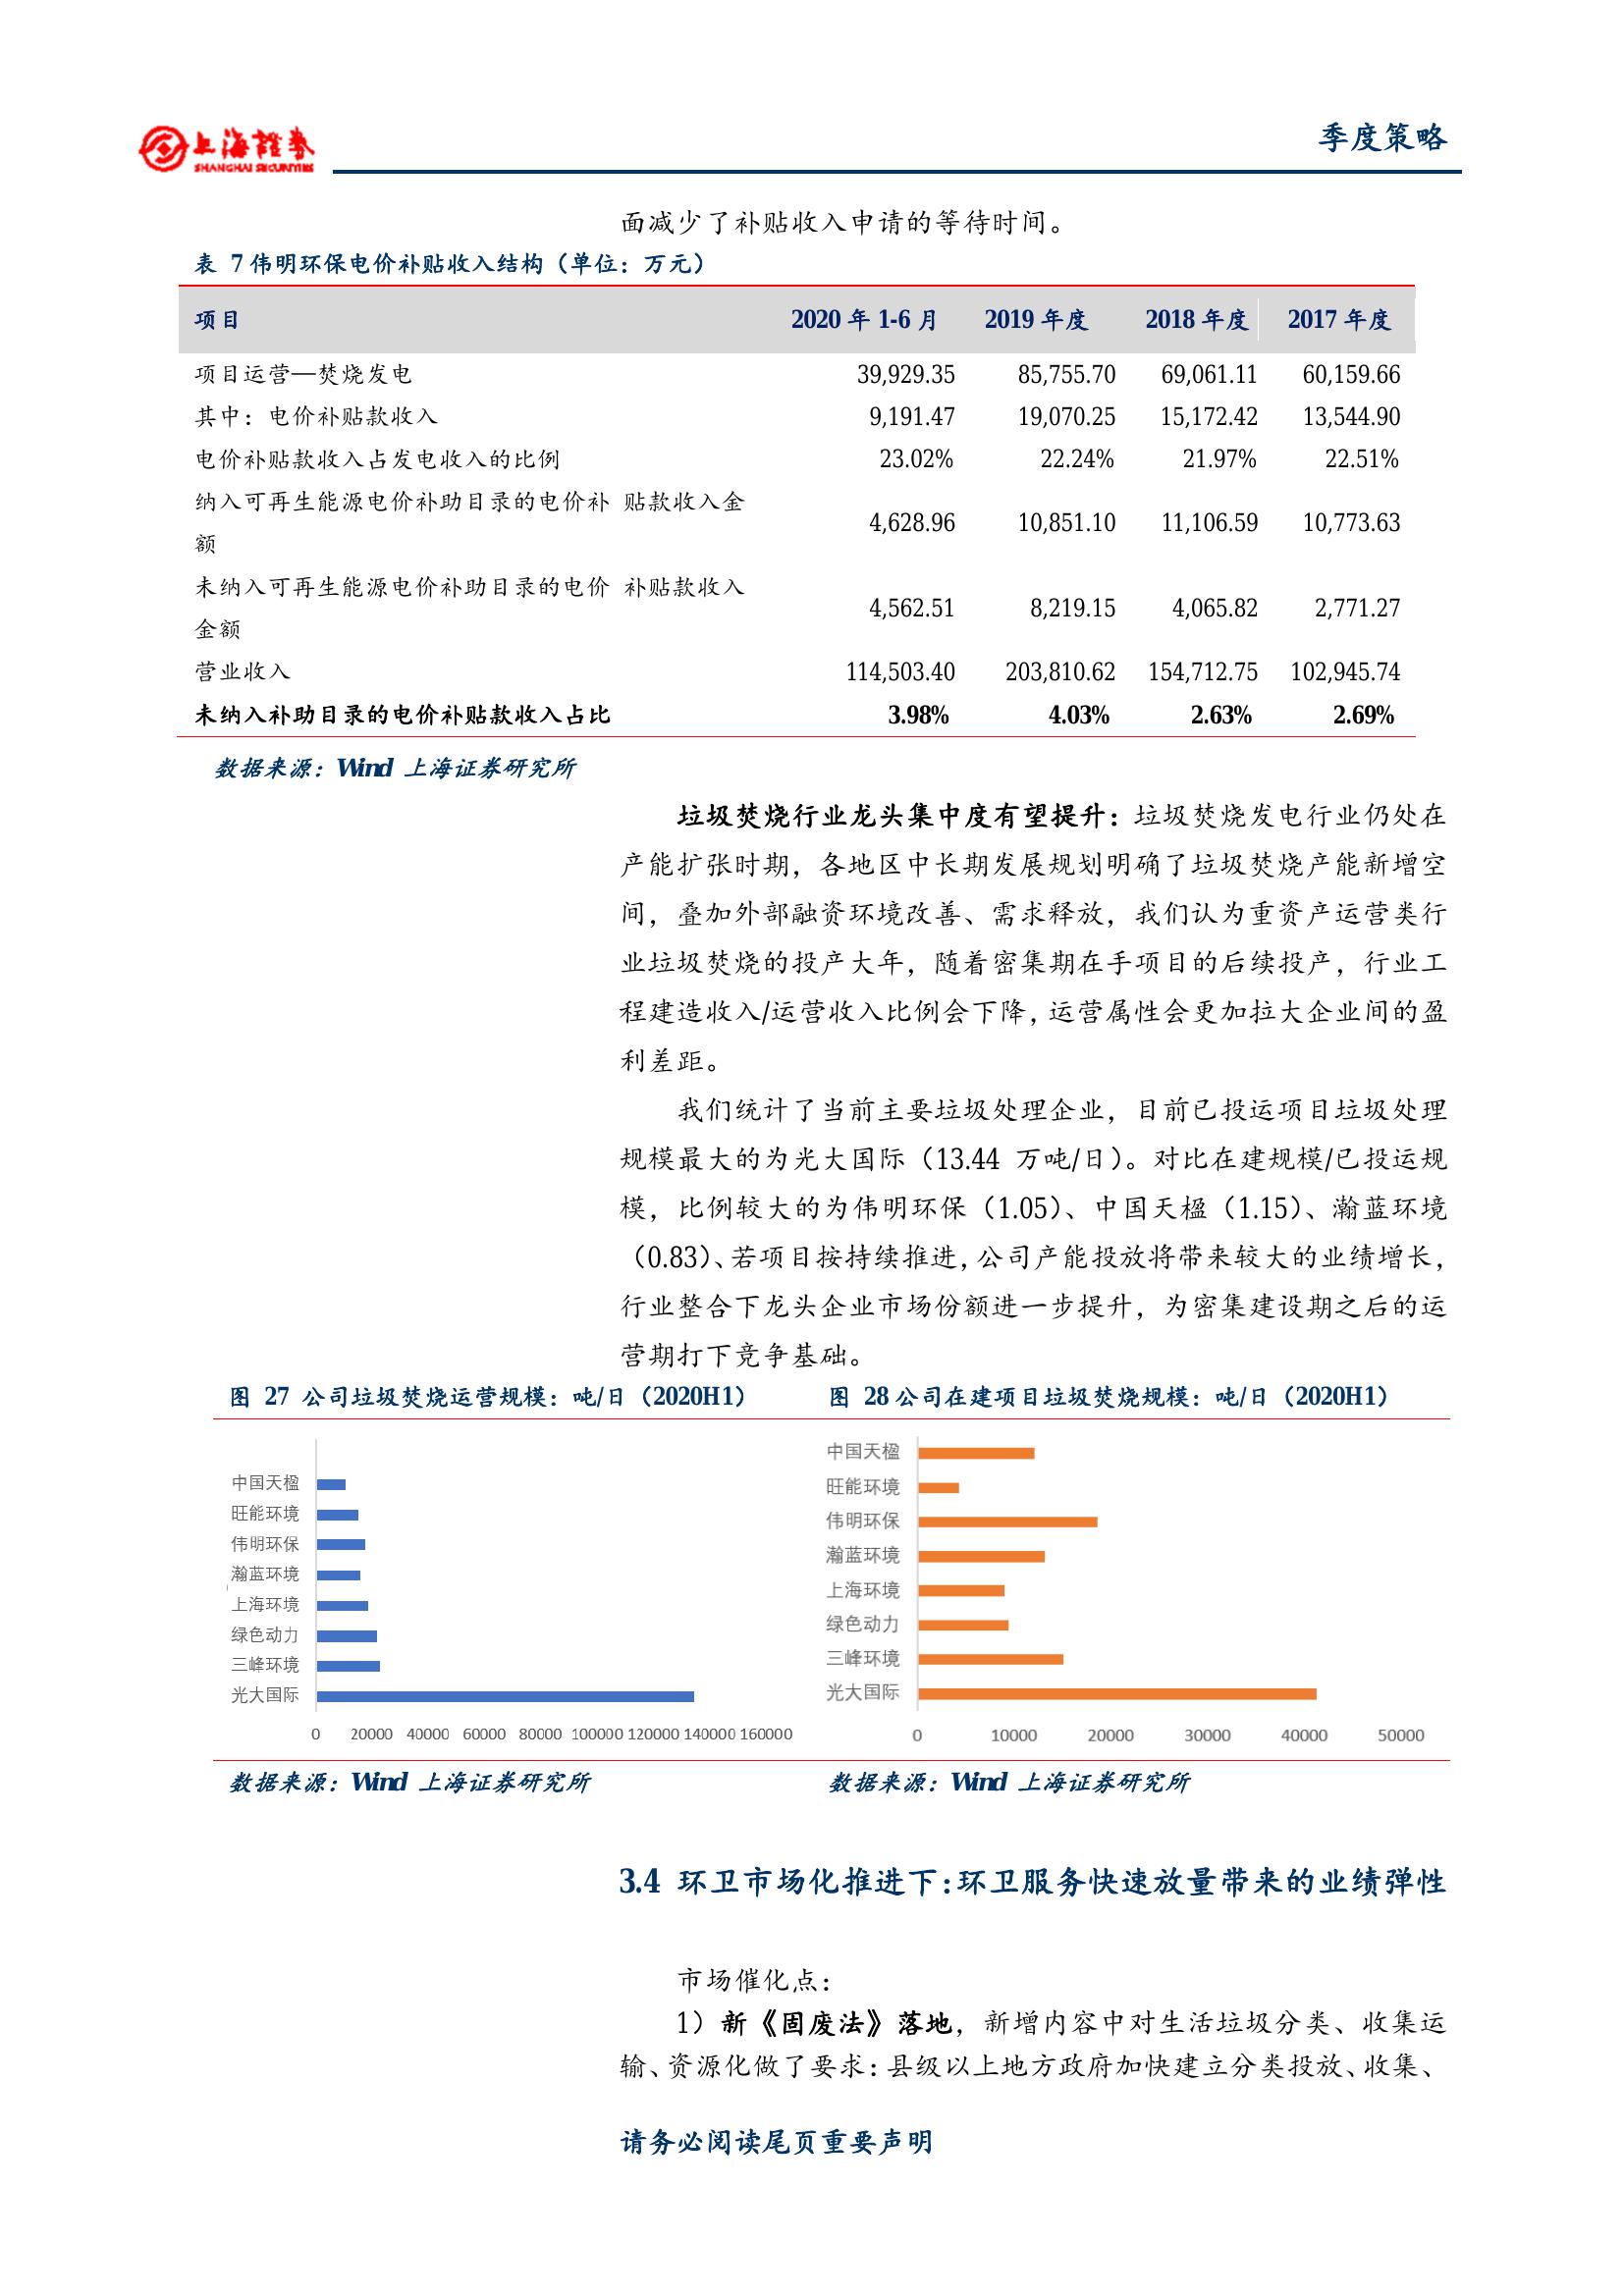 上海證券
SHANGHAI SECURITIES
季度策略
面减少了补贴收入申请的等待时间。
表 7 伟明环保电价补贴收入结构（单位：万元）
项目 2020 年 1-6 月 2019 年度 2018 年度 2017 年度
项目运营—焚烧发电 39,929.35 85,755.70 69,061.11 60,159.66
其中：电价补贴款收入 9,191.47 19,070.25 15,172.42 13,544.90
电价补贴款收入占发电收入的比例 23.02% 22.24% 21.97% 22.51%
纳入可再生能源电价补助目录的电价补 贴款收入金
额 4,628.96 10,851.10 11,106.59 10,773.63
未纳入可再生能源电价补助目录的电价 补贴款收入
金额 4,562.51 8,219.15 4,065.82 2,771.27
营业收入 114,503.40 203,810.62 154,712.75 102,945.74
未纳入补助目录的电价补贴款收入占比 3.98% 4.03% 2.63% 2.69%
数据来源：Wind 上海证券研究所
垃圾焚烧行业龙头集中度有望提升：垃圾焚烧发电行业仍处在
产能扩张时期，各地区中长期发展规划明确了垃圾焚烧产能新增空
间，叠加外部融资环境改善、需求释放，我们认为重资产运营类行
业垃圾焚烧的投产大年，随着密集期在手项目的后续投产，行业工
程建造收入/运营收入比例会下降，运营属性会更加拉大企业间的盈
利差距。
我们统计了当前主要垃圾处理企业，目前已投运项目垃圾处理
规模最大的为光大国际（13.44 万吨/日）。对比在建规模/已投运规
模，比例较大的为伟明环保（1.05）、中国天楹（1.15）、瀚蓝环境
（0.83）、若项目按持续推进，公司产能投放将带来较大的业绩增长，
行业整合下龙头企业市场份额进一步提升，为密集建设期之后的运
营期打下竞争基础。
图 27 公司垃圾焚烧运营规模：吨/日（2020H1）
中国天楹
旺能环境
伟明环保
瀚蓝环境
上海环境
绿色动力
三峰环境
光大国际
0 20000 40000 60000 80000 100000 120000 140000 160000
数据来源：Wind 上海证券研究所
图 28 公司在建项目垃圾焚烧规模：吨/日（2020H1）
中国天楹
旺能环境
伟明环保
瀚蓝环境
上海环境
绿色动力
三峰环境
光大国际
0 10000 20000 30000 40000 50000
数据来源：Wind 上海证券研究所
3.4 环卫市场化推进下：环卫服务快速放量带来的业绩弹性
市场催化点：
1）新《固废法》落地，新增内容中对生活垃圾分类、收集运
输、资源化做了要求：县级以上地方政府加快建立分类投放、收集、
请务必阅读尾页重要声明